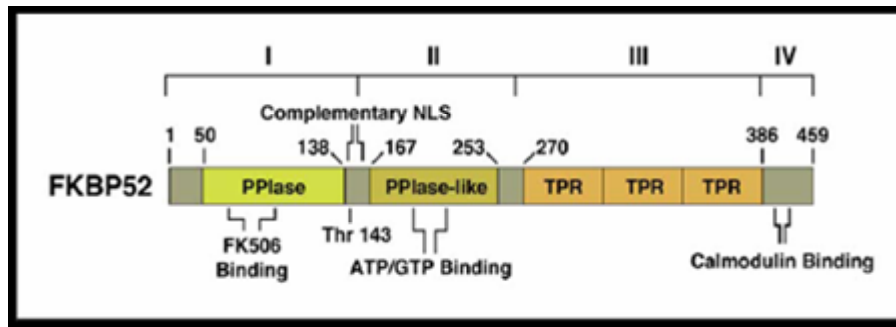 I II III IV
Complementary NLS
1 50 138 167 253 270 386 459
FKBP52 PPIase PPIase-like TPR TPR TPR
FK506
Binding
Thr 143
ATP/GTP Binding
Calmodulin Binding